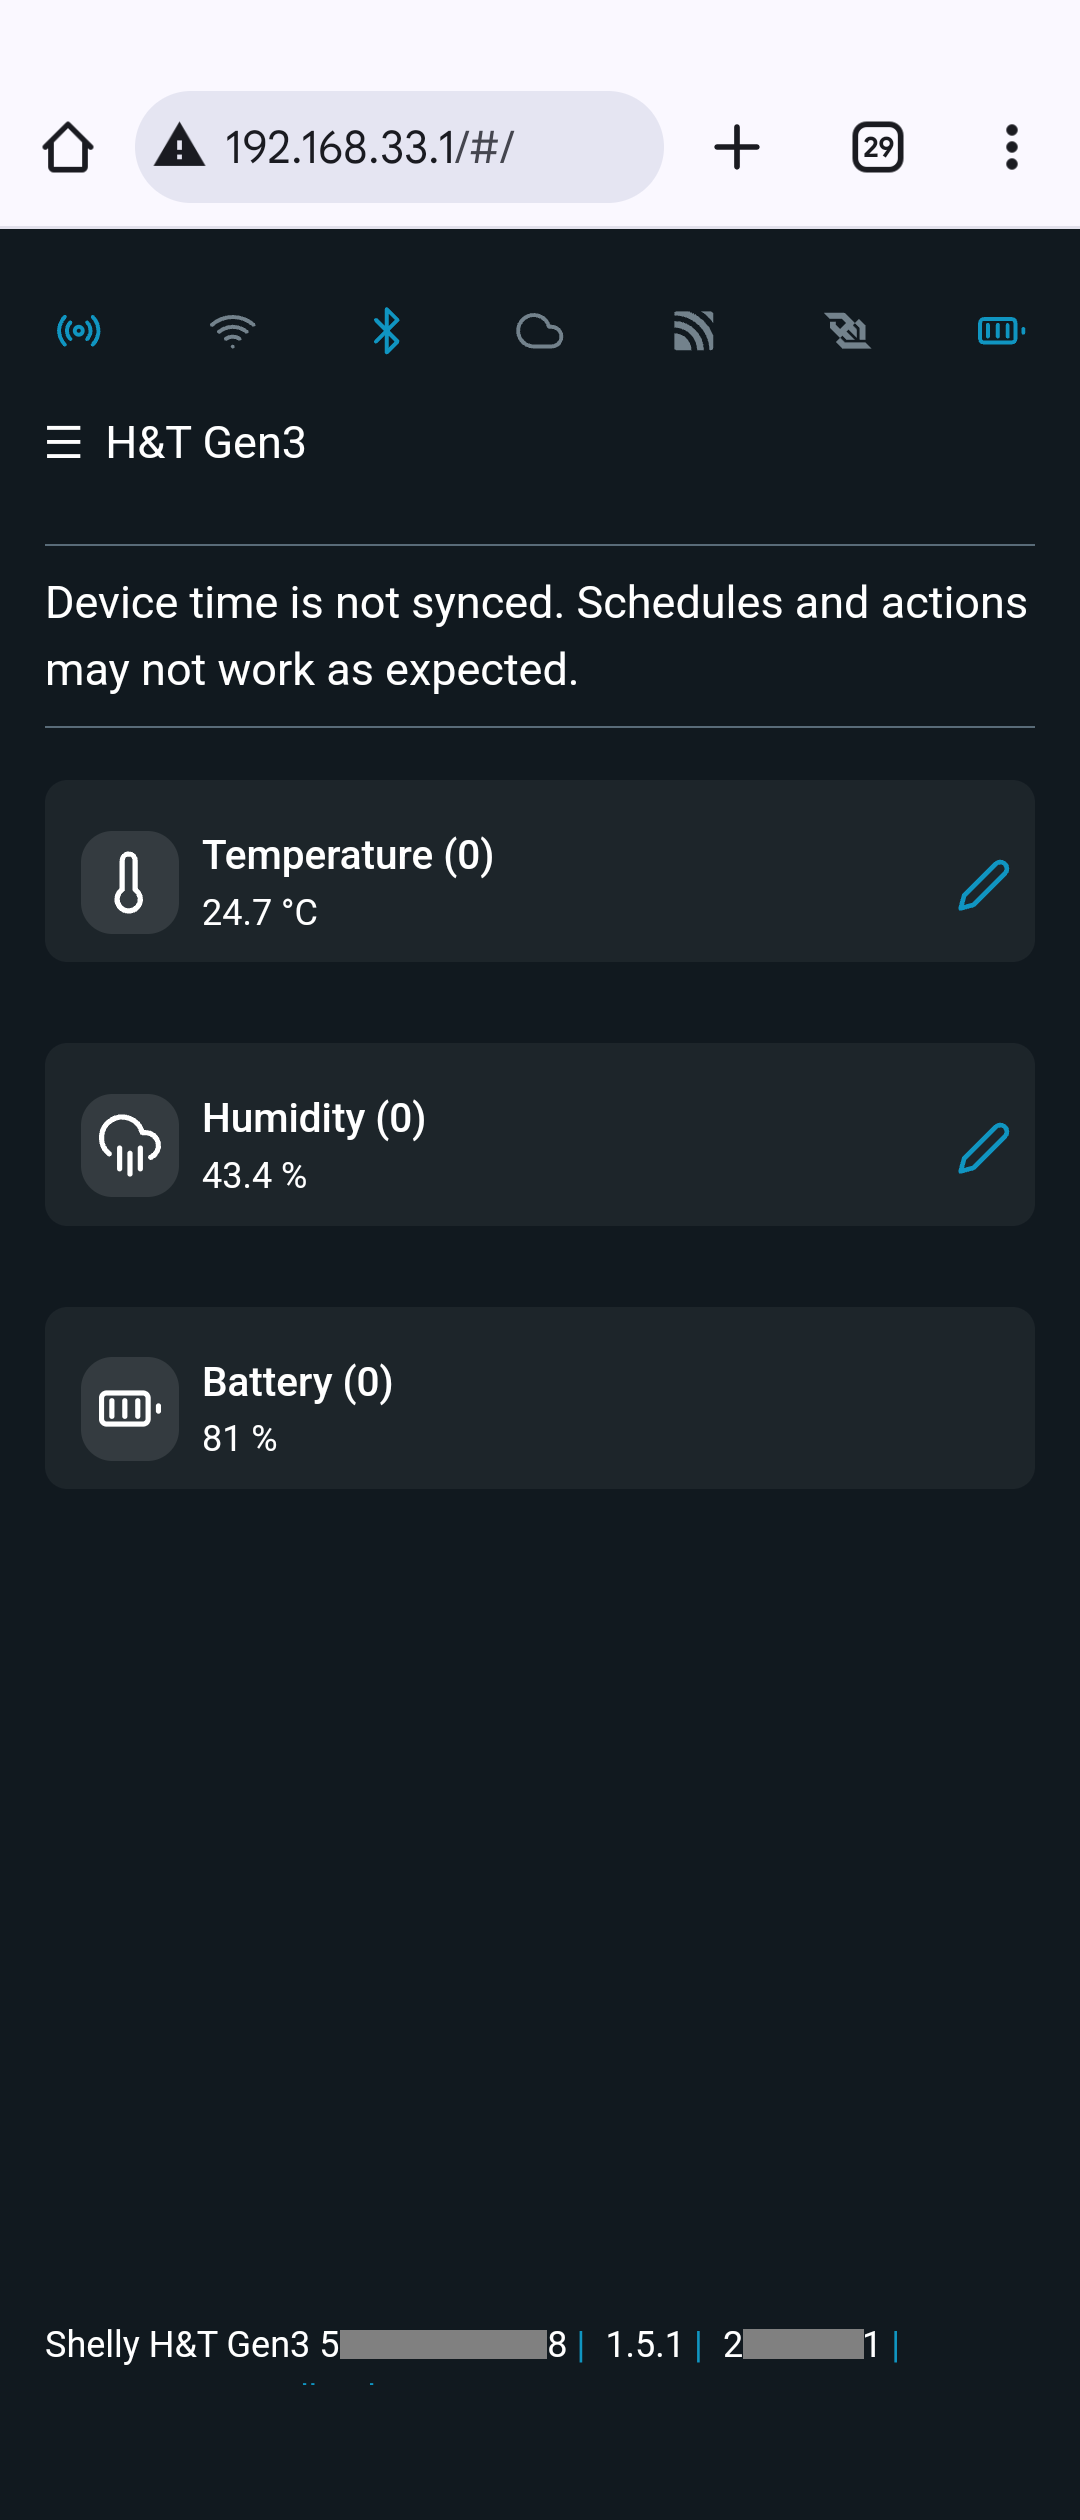 192.168.33.1/#/
29
H&T Gen3
Device time is not synced. Schedules and actions
may not work as expected.
Temperature (0)
24.7 °C
Humidity (0)
43.4 %
Battery (0)
81 %
Shelly H&T Gen3 5 8 | 1.5.1 | 2 1 |